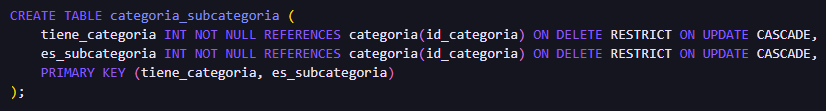 CREATE TABLE categoria_subcategoria (
    tiene_categoria INT NOT NULL REFERENCES categoria(id_categoria) ON DELETE RESTRICT ON UPDATE CASCADE,
    es_subcategoria INT NOT NULL REFERENCES categoria(id_categoria) ON DELETE RESTRICT ON UPDATE CASCADE,
    PRIMARY KEY (tiene_categoria, es_subcategoria)
);